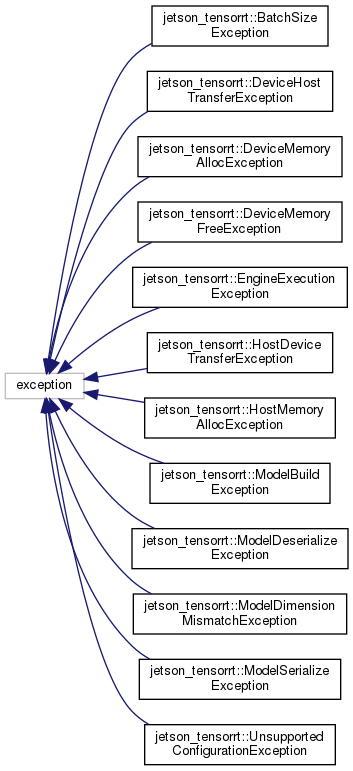 jetson_tensorrt::BatchSize
Exception
jetson_tensorrt::DeviceHost
TransferException
jetson_tensorrt::DeviceMemory
AllocException
jetson_tensorrt::DeviceMemory
FreeException
jetson_tensorrt::EngineExecution
Exception
jetson_tensorrt::HostDevice
TransferException
exception
jetson_tensorrt::HostMemory
AllocException
jetson_tensorrt::ModelBuild
Exception
jetson_tensorrt::ModelDeserialize
Exception
jetson_tensorrt::ModelDimension
MismatchException
jetson_tensorrt::ModelSerialize
Exception
jetson_tensorrt::Unsupported
ConfigurationException